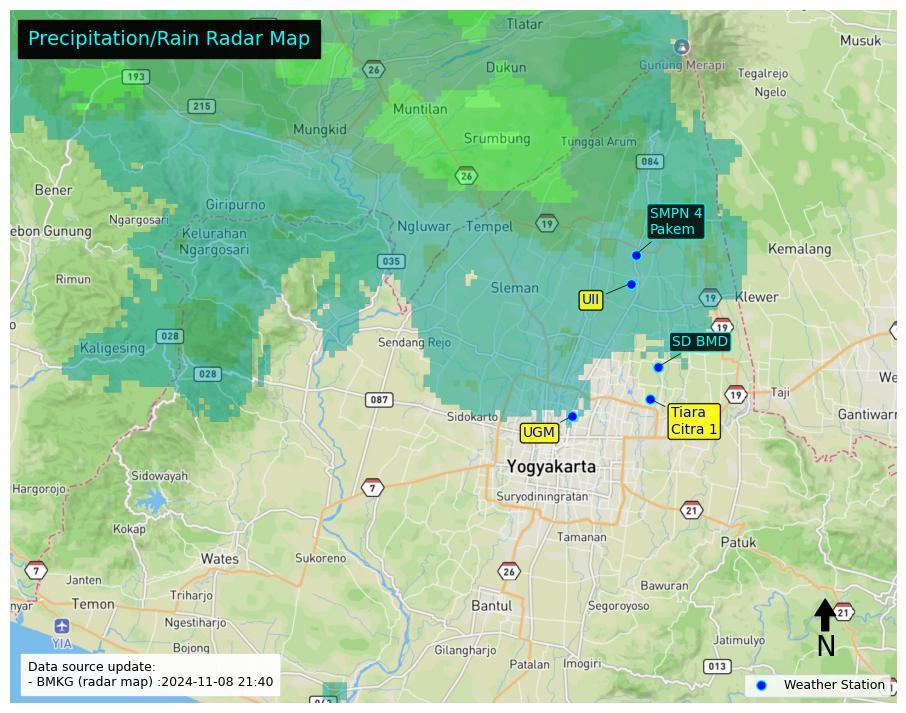 Precipitation/Rain Radar Map
Tlatar
Musuk
26
Gunung Merapi
193
26
Dukun
Tegalrejo
Ngelo
215
Muntilan
Mungkid
Srumbung
Tunggal Arum
084
26
Bener
Giripurno
SMPN 4
Pakem
Ngargosari
Ngluwar
Tempel
19
ebon Gunung
Kelurahan
Ngargosari
Kemalang
035
Rimun
Sleman
UII
19
Klewer
19
028
Sendang Rejo
SD BMD
Kaligesing
028
087
19
Taji
We
Sidokarto
Tiara
Citra 1
Gantiwarn
UGM
Yogyakarta
Sidowayah
Hargorojo
7
Suryodiningratan
21
Kokap
Tamanan
Patuk
Wates
Sukoreno
7
26
Janten
Bawuran
Triharjo
nyar
Temon
Bantul
Segoroyoso
21
Ngestiharjo
YIA
Jatimulyo
N
Bojong
Gilangharjo
Patalan
Imogiri
013
Data source update:
- BMKG (radar map) :2024-11-08 21:40
Weather Station